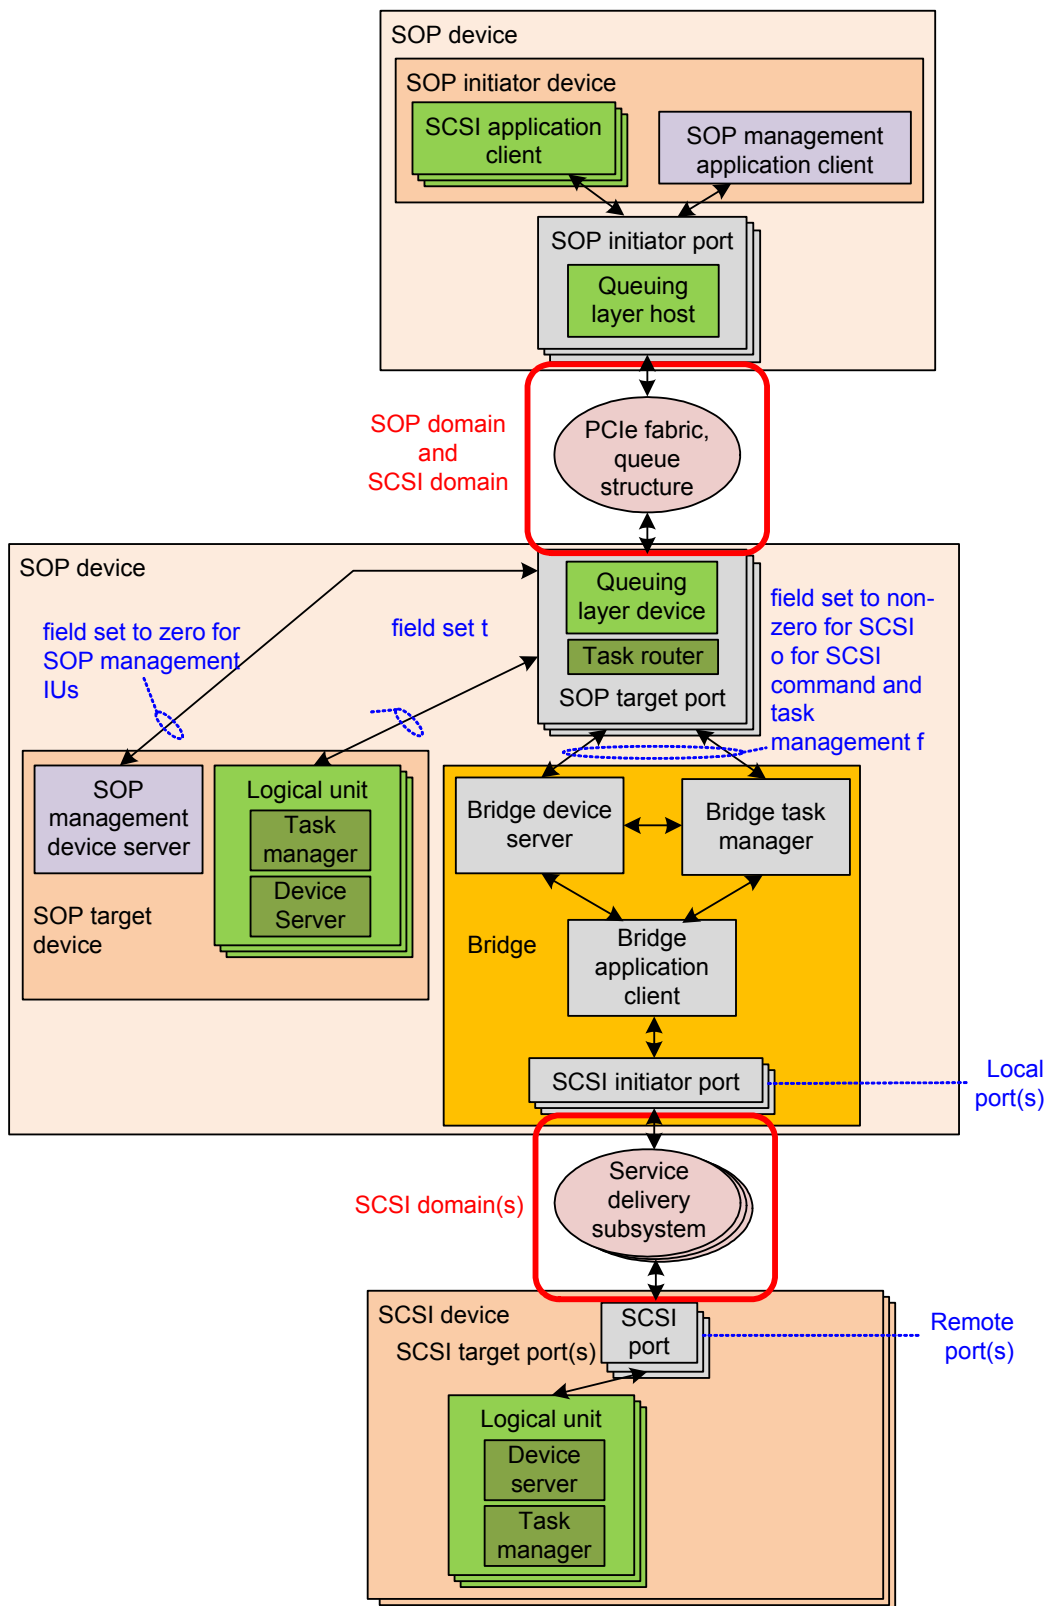 SOP device
SOP initiator device
SCSI application
client
SOP management
application client
SOP initiator port
Queuing
layer host
SOP domain
and
SCSI domain
PCIe fabric,
queue
structure
SOP device
field set to zero for
SOP management
IUs
field set t
Queuing
layer device
Task router
SOP target port
field set to non-
zero for SCSI
o for SCSI
command and
task
management f
SOP
management
device server
Logical unit
Task
manager
Device
Server
SOP target
device
Bridge device
server
Bridge task
manager
Bridge
Bridge
application
client
SCSI initiator port
Local
port(s)
SCSI domain(s)
Service
delivery
subsystem
SCSI device
SCSI target port(s)
SCSI
port
Remote
port(s)
Logical unit
Device
server
Task
manager